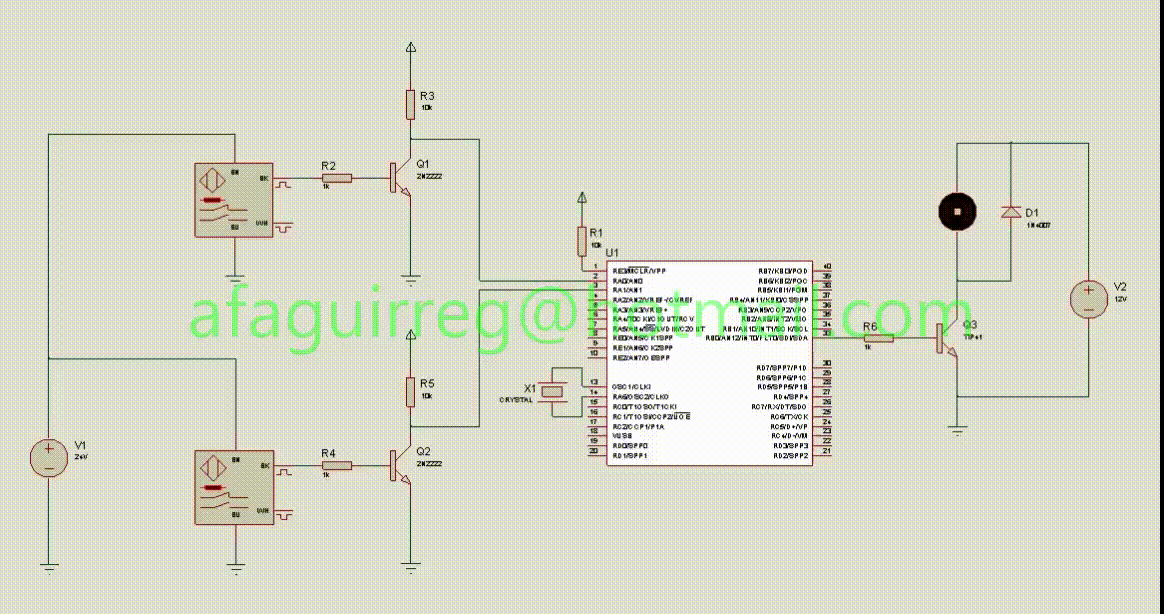 R3
10k
Q1
2N2222
R2
1k
BN
BK
WH
BU
R1
10k
U1
afaguirreg@hotmail.com
1 RE3/MCLR/VPP
2 RA0/AN0
3 RA1/AN1
4 RA2/AN2/VREF-/CVREF
5 RA3/AN3/VREF+
6 RA4/T0CKI/C1OUT/RCV
7 RA5/AN4/SS/LVDIN/C2OUT
8 RE0/AN5/CK1SPP
9 RE1/AN6/CK2SPP
10 RE2/AN7/OESPP
13 OSC1/CLKI
14 RA6/OSC2/CLKO
15 RC0/T1OSO/T1CKI
16 RC1/T1OSI/CCP2/UOE
17 RC2/CCP1/P1A
18 VUSB
19 RD0/SPP0
20 RD1/SPP1
RB7/KBI3/PGD 40
RB6/KBI2/PGC 39
RB5/KBI1/PGM 38
RB4/AN11/KBI0/CSSPP 37
RB3/AN9/CCP2/VPO 36
RB2/AN8/INT2/VMO 35
RB1/AN10/INT1/SCK/SCL 34
RB0/AN12/INT0/FLT0/SDI/SDA 33
RD7/SPP7/P1D 30
RD6/SPP6/P1C 29
RD5/SPP5/P1B 28
RD4/SPP4 27
RC7/RX/DT/SDO 26
RC6/TX/CK 25
RC5/D+/VP 24
RC4/D-/VM 23
RD3/SPP3 22
RD2/SPP2 21
X1
CRYSTAL
R6
1k
Q3
TIP41
D1
1N4007
V2
12V
R5
10k
Q2
2N2222
R4
1k
V1
24V
BN
BK
WH
BU